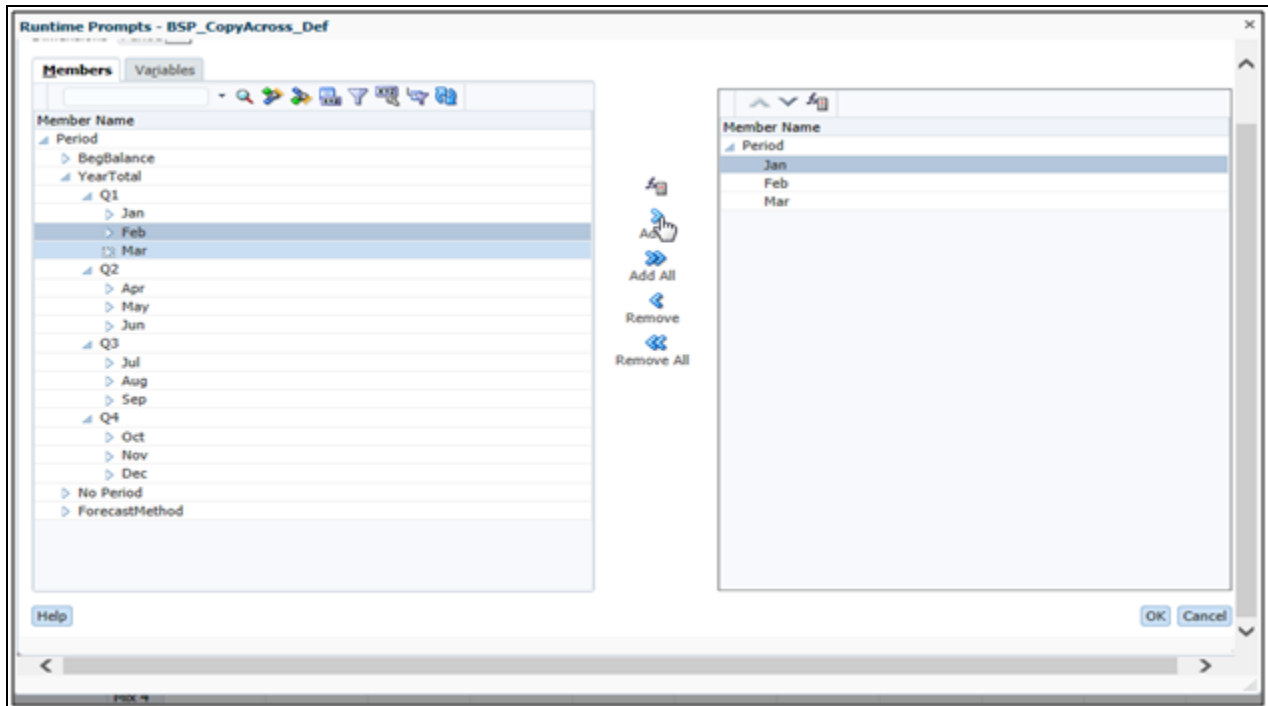 Runtime Prompts - BSP_CopyAcross_Def
Members Variables
Member Name
Period
BegBalance
YearTotal
Q1
Jan
Feb
Mar
Q2
Apr
May
Jun
Q3
Jul
Aug
Sep
Q4
Oct
Nov
Dec
No Period
ForecastMethod
Add All
Remove
Remove All
Member Name
Period
Jan
Feb
Mar
Help
OK Cancel